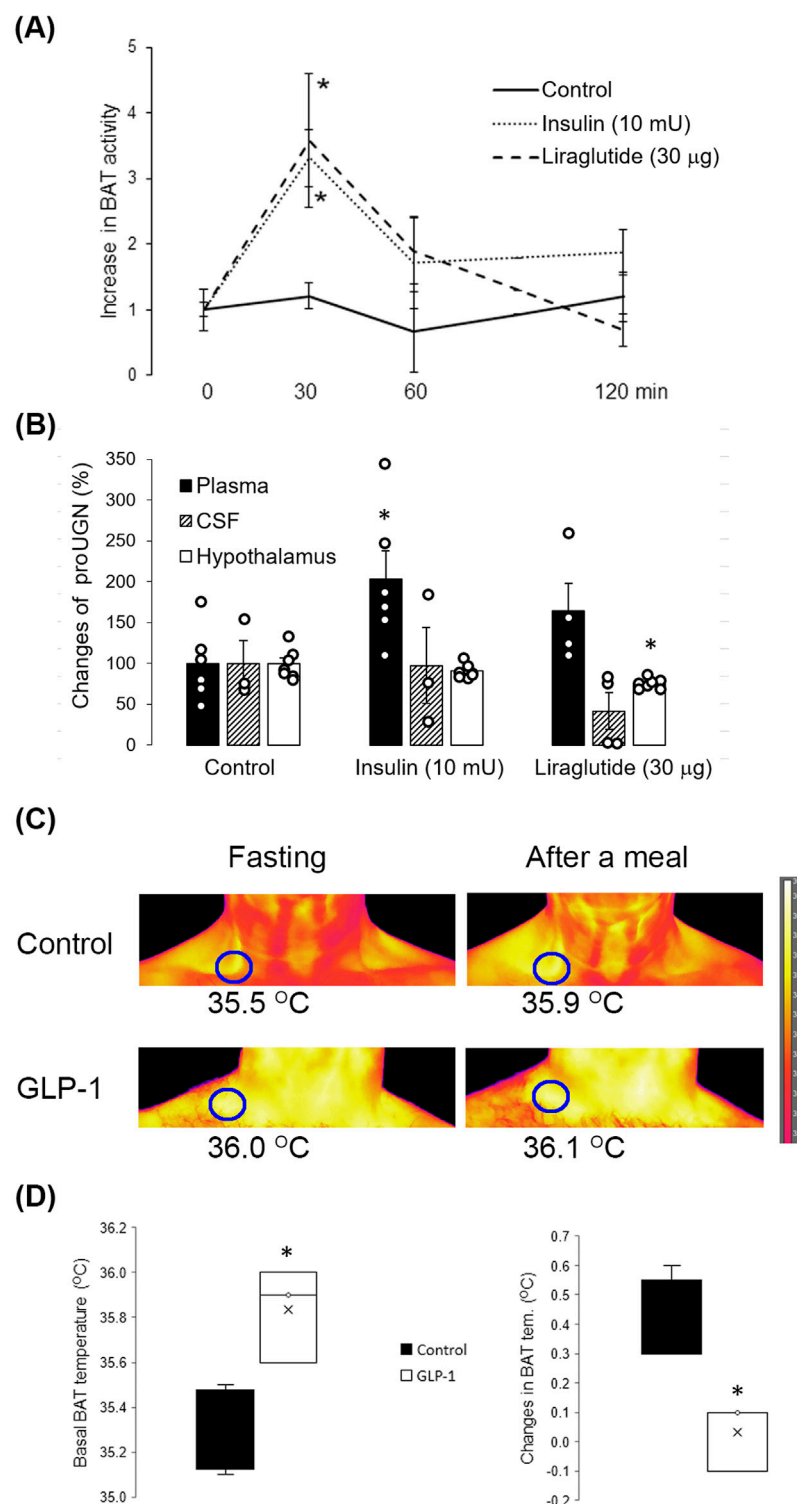 (A)
Increase in BAT activity
5
4
3
2
1
0
*
*
Control
Insulin (10 mU)
Liraglutide (30 μg)
0 30 60 120 min
(B)
Changes of proUGN (%)
350
300
250
200
150
100
50
0
Plasma
CSF
Hypothalamus
*
*
Control Insulin (10 mU) Liraglutide (30 μg)
(C)
Fasting After a meal
Control
35.5 °C 35.9 °C
GLP-1
36.0 °C 36.1 °C
(D)
Basal BAT temperature (°C)
36.2
36.0
35.8
35.6
35.4
35.2
35.0
*
Control
GLP-1
Changes in BAT tem. (°C)
0.7
0.6
0.5
0.4
0.3
0.2
0.1
0.0
-0.1
-0.2
*